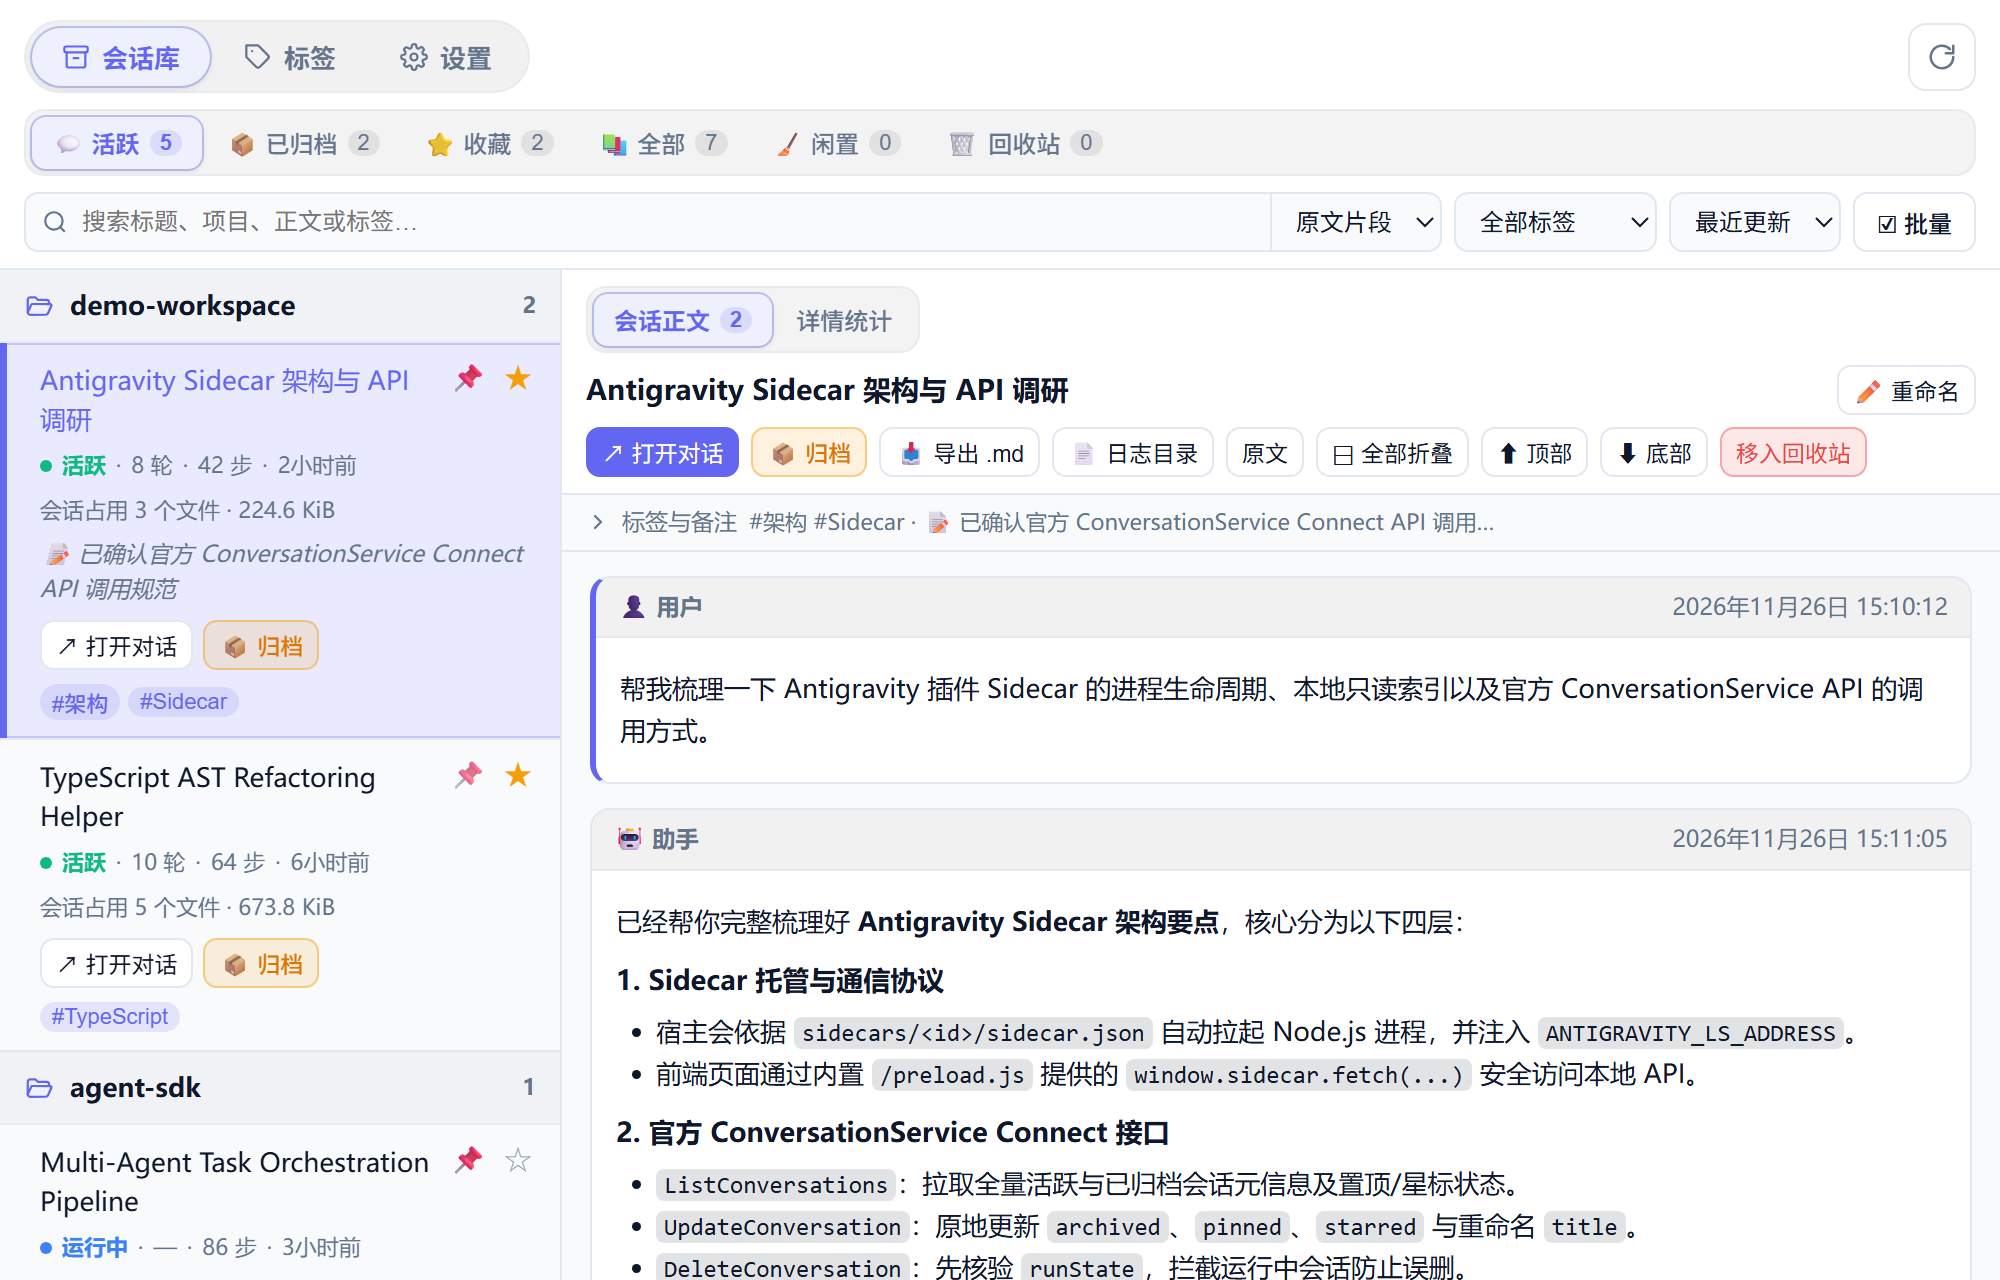 会话库 标签 设置
活跃 5 已归档 2 收藏 2 全部 7 闲置 0 回收站 0
搜索标题、项目、正文或标签… 原文片段 全部标签 最近更新 ☑ 批量
demo-workspace 2
Antigravity Sidecar 架构与 API
调研
活跃 · 8 轮 · 42 步 · 2小时前
会话占用 3 个文件 · 224.6 KiB
已确认官方 ConversationService Connect
API 调用规范
↗ 打开对话 归档
#架构 #Sidecar
TypeScript AST Refactoring
Helper
活跃 · 10 轮 · 64 步 · 6小时前
会话占用 5 个文件 · 673.8 KiB
↗ 打开对话 归档
#TypeScript
agent-sdk 1
Multi-Agent Task Orchestration
Pipeline
运行中 · — · 86 步 · 3小时前
会话正文 2 详情统计
Antigravity Sidecar 架构与 API 调研 重命名
↗ 打开对话 归档 导出 .md 日志目录 原文 全部折叠 ⬆ 顶部 ⬇ 底部 移入回收站
标签与备注 #架构 #Sidecar · 已确认官方 ConversationService Connect API 调用...
用户 2026年11月26日 15:10:12
帮我梳理一下 Antigravity 插件 Sidecar 的进程生命周期、本地只读索引以及官方 ConversationService API 的调
用方式。
助手 2026年11月26日 15:11:05
已经帮你完整梳理好 Antigravity Sidecar 架构要点，核心分为以下四层：
1. Sidecar 托管与通信协议
• 宿主会依据 sidecars/<id>/sidecar.json 自动拉起 Node.js 进程，并注入 ANTIGRAVITY_LS_ADDRESS 。
• 前端页面通过内置 /preload.js 提供的 window.sidecar.fetch(...) 安全访问本地 API。
2. 官方 ConversationService Connect 接口
• ListConversations ：拉取全量活跃与已归档会话元信息及置顶/星标状态。
• UpdateConversation ：原地更新 archived 、 pinned 、 starred 与重命名 title 。
• DeleteConversation ：先核验 runState ，拦截运行中会话防止误删。